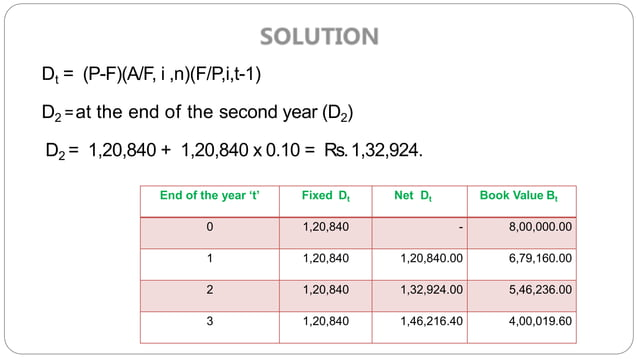 SOLUTION
Dt = (P-F)(A/F, i ,n)(F/P,i,t-1)
D2 =at the end of the second year (D2)
D2 = 1,20,840 + 1,20,840 x 0.10 = Rs. 1,32,924.
End of the year ‘t’ Fixed Dt Net Dt Book Value Bt
0 1,20,840 - 8,00,000.00
1 1,20,840 1,20,840.00 6,79,160.00
2 1,20,840 1,32,924.00 5,46,236.00
3 1,20,840 1,46,216.40 4,00,019.60